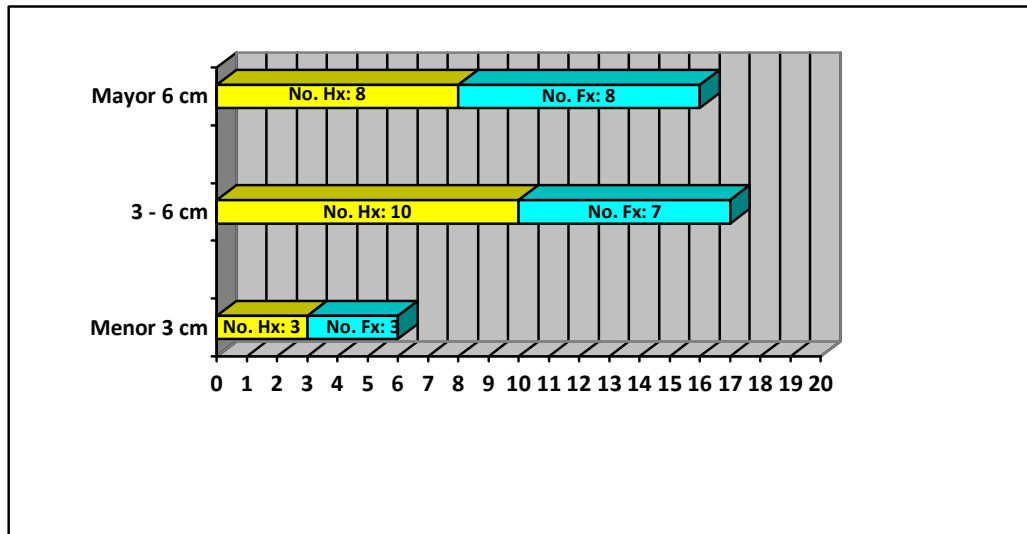 Mayor 6 cm
No. Hx: 8 No. Fx: 8
3 - 6 cm
No. Hx: 10 No. Fx: 7
Menor 3 cm
No. Hx: 3 No. Fx: 3
0 1 2 3 4 5 6 7 8 9 10 11 12 13 14 15 16 17 18 19 20